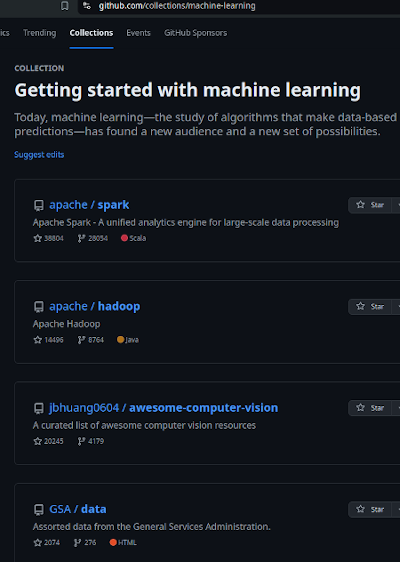 github.com/collections/machine-learning
ics Trending Collections Events GitHub Sponsors
COLLECTION
Getting started with machine learning
Today, machine learning—the study of algorithms that make data-based
predictions—has found a new audience and a new set of possibilities.
Suggest edits
apache / spark Star
Apache Spark - A unified analytics engine for large-scale data processing
38804 28054 Scala
apache / hadoop Star
Apache Hadoop
14496 8764 Java
jbhuang0604 / awesome-computer-vision Star
A curated list of awesome computer vision resources
20245 4179
GSA / data Star
Assorted data from the General Services Administration.
2074 276 HTML